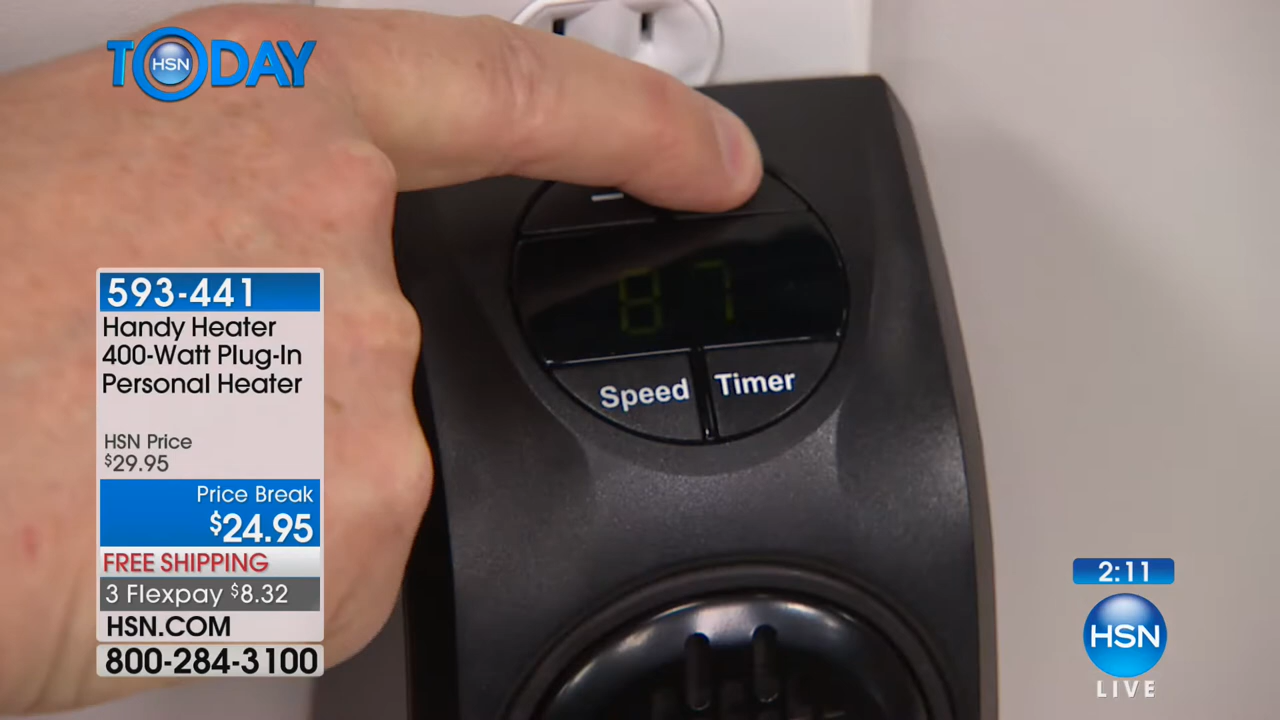 TODAY
HSN
593-441
Handy Heater
400-Watt Plug-In
Personal Heater
HSN Price
$29.95
Price Break
$24.95
FREE SHIPPING
3 Flexpay $8.32
HSN.COM
800-284-3100
87
Speed Timer
2:11
HSN
LIVE